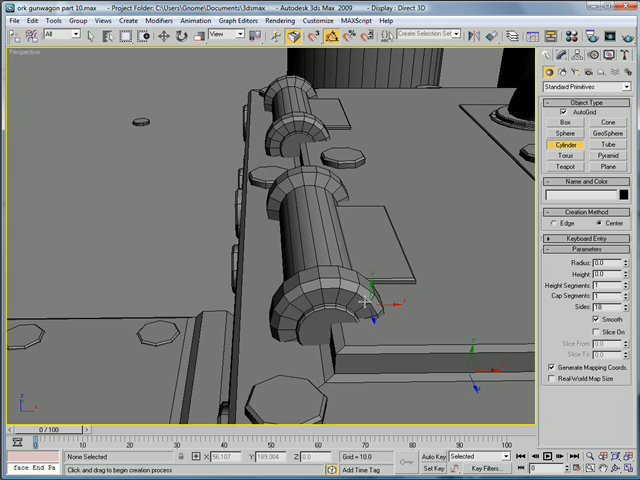 ork gunwagon part 10.max - Project Folder: C:\Users\Gnome\Documents\3dsmax - Autodesk 3ds Max 2009 - Display : Direct 3D
File Edit Tools Group Views Create Modifiers Animation Graph Editors Rendering Customize MAXScript Help
All View Create Selection Set
Perspective
Standard Primitives
- Object Type
AutoGrid
Box Cone
Sphere GeoSphere
Cylinder Tube
Torus Pyramid
Teapot Plane
- Name and Color
- Creation Method
Edge Center
+ Keyboard Entry
- Parameters
Radius: 0.0
Height: 0.0
Height Segments: 1
Cap Segments: 1
Sides: 18
Smooth
Slice On
Slice From: 0.0
Slice To: 0.0
Generate Mapping Coords.
Real-World Map Size
0 / 100
0 10 20 30 40 50 60 70 80 90 100
None Selected X: 56.107 Y: 189.004 Z: 0.0 Grid = 10.0 Auto Key Selected
face End Pa Click and drag to begin creation process Add Time Tag Set Key Key Filters... 0